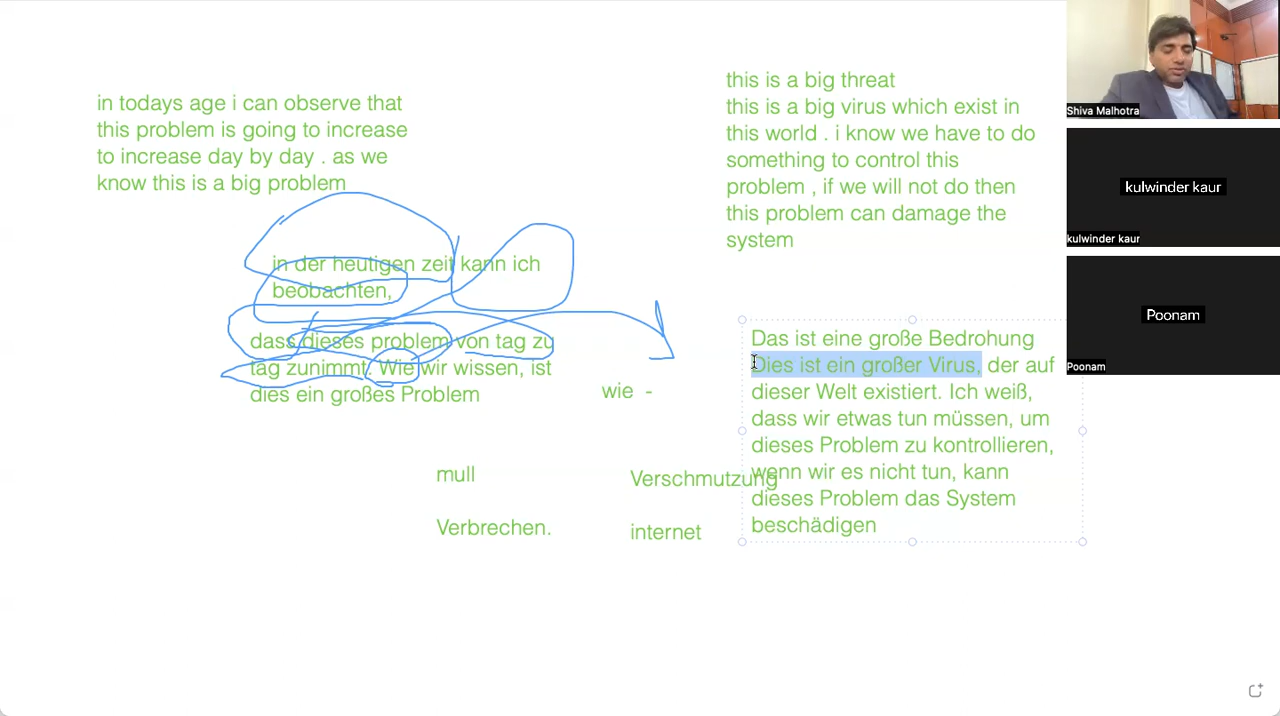 in todays age i can observe that
this problem is going to increase
to increase day by day . as we
know this is a big problem
in der heutigen zeit kann ich
beobachten,
dass dieses problem von tag zu
tag zunimmt. Wie wir wissen, ist
dies ein großes Problem
wie -
mull
Verschmutzung
Verbrechen.
internet
this is a big threat
this is a big virus which exist in
this world . i know we have to do
something to control this
problem , if we will not do then
this problem can damage the
system
Das ist eine große Bedrohung
Dies ist ein großer Virus, der auf
dieser Welt existiert. Ich weiß,
dass wir etwas tun müssen, um
dieses Problem zu kontrollieren,
wenn wir es nicht tun, kann
dieses Problem das System
beschädigen
Shiva Malhotra
kulwinder kaur
kulwinder kaur
Poonam
Poonam